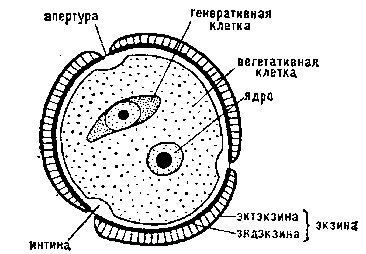 апертура
генеративная
клетка
вегетативная
клетка
ядро
эктэкзина
эндэкзина
экзина
интина